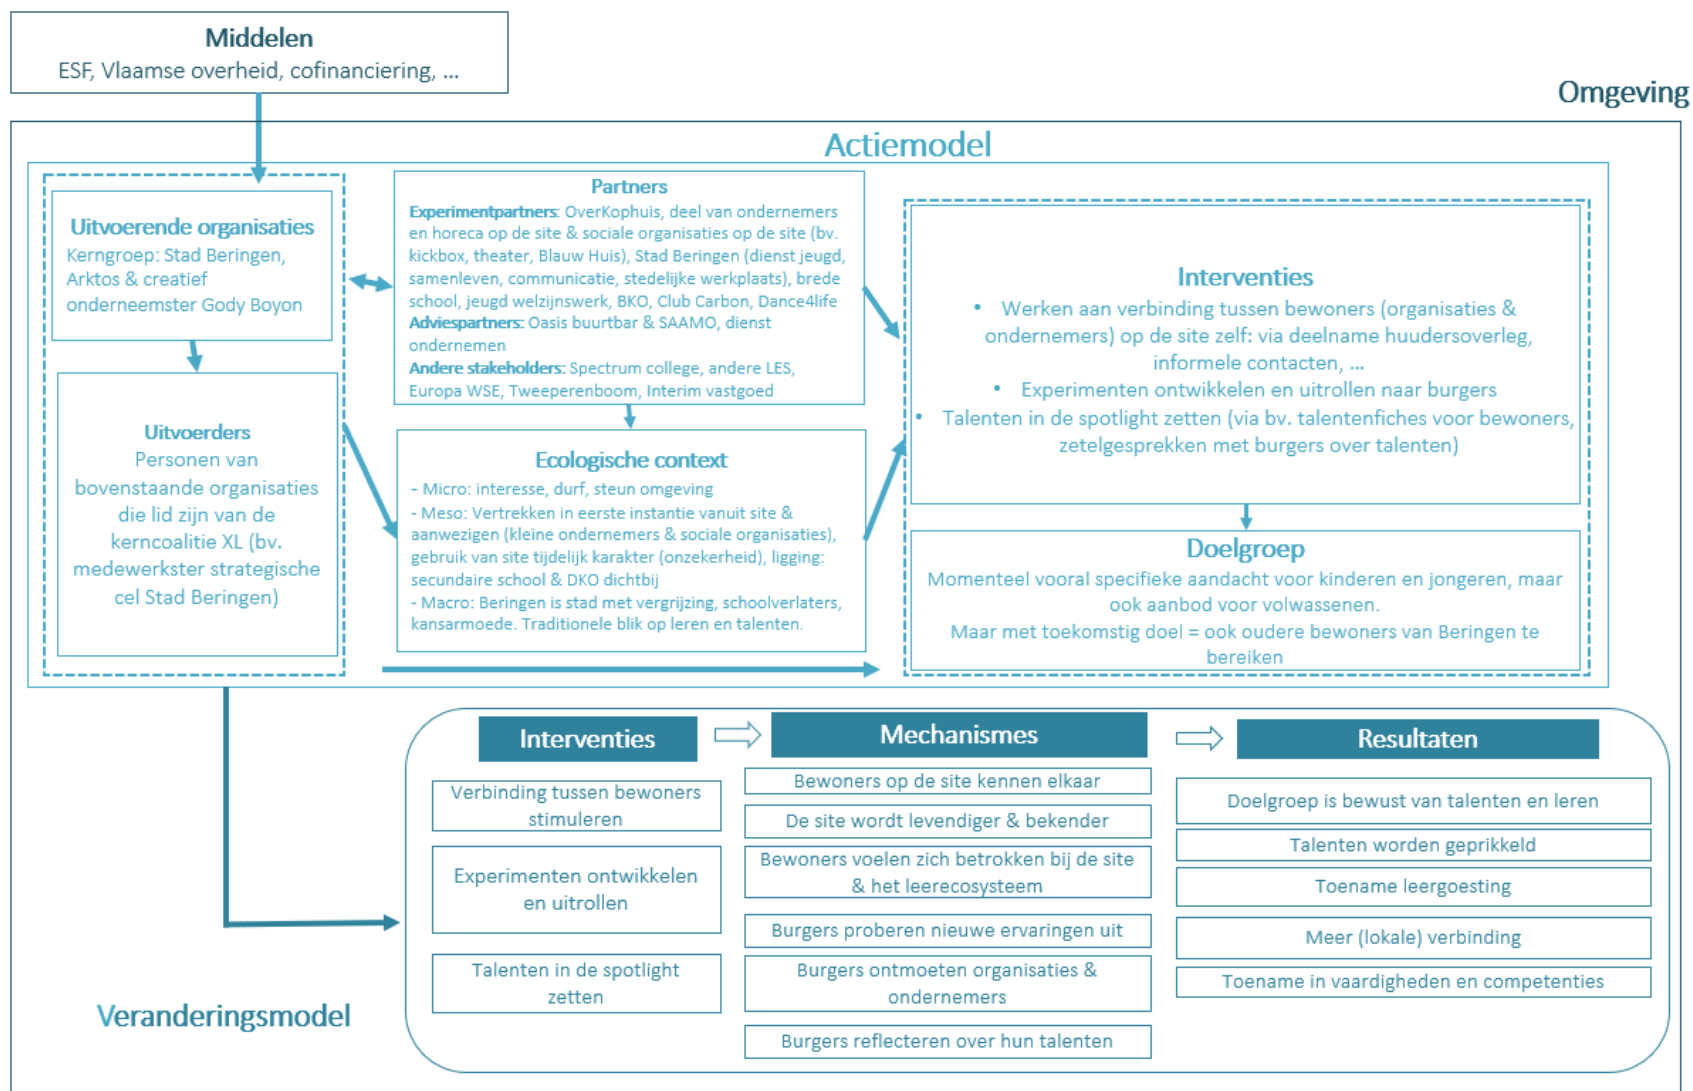 Middelen
ESF, Vlaamse overheid, cofinanciering, ...
Omgeving
Actiemodel
Uitvoerende organisaties
Kerngroep: Stad Beringen,
Arktos & creatief
onderneemster Gody Boyon
Uitvoerders
Personen van
bovenstaande organisaties
die lid zijn van de
kerncoalitie XL (bv.
medewerkster strategische
cel Stad Beringen)
Partners
Experimentpartners: OverKophuis, deel van ondernemers
en horeca op de site & sociale organisaties op de site (bv.
kickbox, theater, Blauw Huis), Stad Beringen (dienst jeugd,
samenleven, communicatie, stedelijke werkplaats), brede
school, jeugd welzijnswerk, BKO, Club Carbon, Dance4life
Adviespartners: Oasis buurtbar & SAAMO, dienst
ondernemen
Andere stakeholders: Spectrum college, andere LES,
Europa WSE, Tweeperenboom, Interim vastgoed
Ecologische context
- Micro: interesse, durf, steun omgeving
- Meso: Vertrekken in eerste instantie vanuit site &
aanwezigen (kleine ondernemers & sociale organisaties),
gebruik van site tijdelijk karakter (onzekerheid), ligging:
secundaire school & DKO dichtbij
- Macro: Beringen is stad met vergrijzing, schoolverlaters,
kansarmoede. Traditionele blik op leren en talenten.
Interventies
• Werken aan verbinding tussen bewoners (organisaties &
ondernemers) op de site zelf: via deelname huudersoverleg,
informele contacten, ...
• Experimenten ontwikkelen en uitrollen naar burgers
• Talenten in de spotlight zetten (via bv. talentenfiches voor bewoners,
zetelgesprekken met burgers over talenten)
Doelgroep
Momenteel vooral specifieke aandacht voor kinderen en jongeren, maar
ook aanbod voor volwassenen.
Maar met toekomstig doel = ook oudere bewoners van Beringen te
bereiken
Veranderingsmodel
Interventies
Verbinding tussen bewoners
stimuleren
Experimenten ontwikkelen
en uitrollen
Talenten in de spotlight
zetten
Mechanismes
Bewoners op de site kennen elkaar
De site wordt levendiger & bekender
Bewoners voelen zich betrokken bij de site
& het leerecosysteem
Burgers proberen nieuwe ervaringen uit
Burgers ontmoeten organisaties &
ondernemers
Burgers reflecteren over hun talenten
Resultaten
Doelgroep is bewust van talenten en leren
Talenten worden geprikkeld
Toename leergoesting
Meer (lokale) verbinding
Toename in vaardigheden en competenties